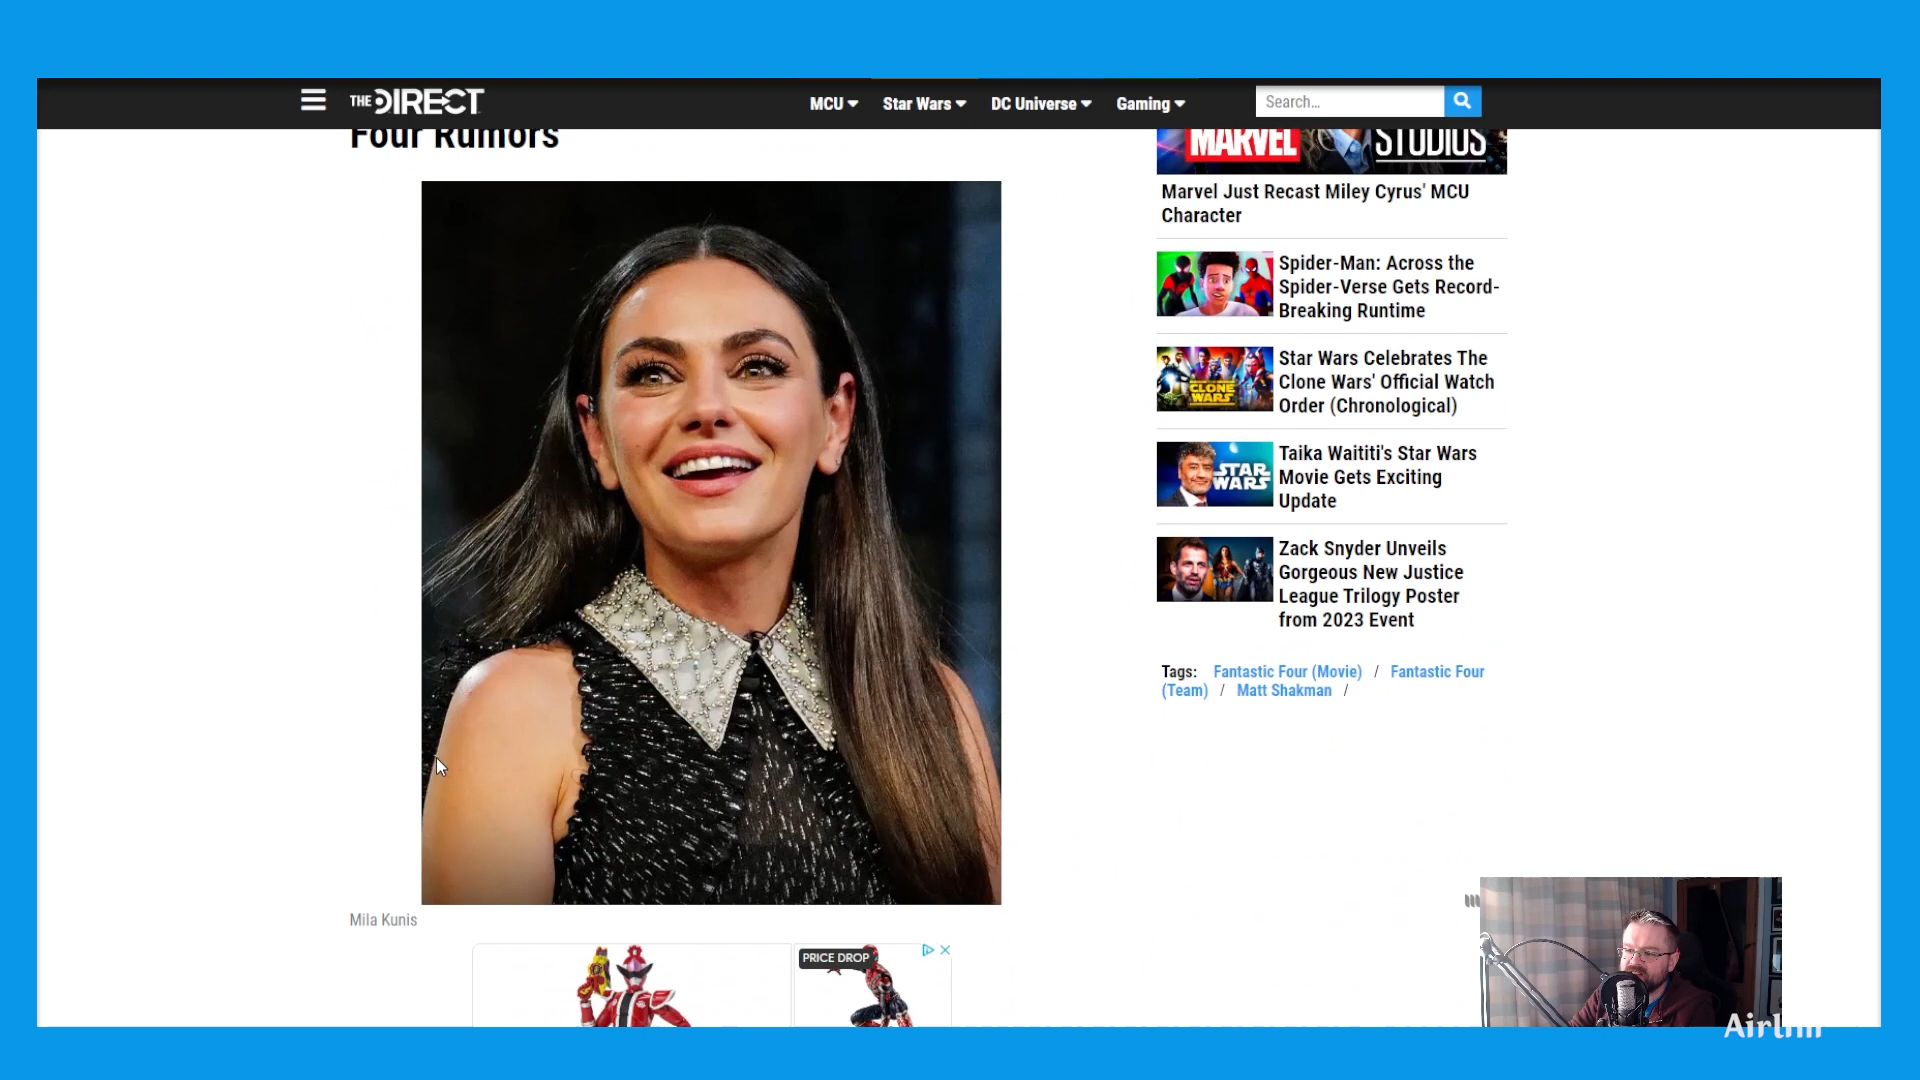 THE DIRECT
MCU
Star Wars
DC Universe
Gaming
Search...
Four Rumors
MARVEL STUDIOS
Marvel Just Recast Miley Cyrus' MCU
Character
Spider-Man: Across the
Spider-Verse Gets Record-
Breaking Runtime
CLONE
WARS
Star Wars Celebrates The
Clone Wars' Official Watch
Order (Chronological)
STAR
WARS
Taika Waititi's Star Wars
Movie Gets Exciting
Update
Zack Snyder Unveils
Gorgeous New Justice
League Trilogy Poster
from 2023 Event
Tags: Fantastic Four (Movie) / Fantastic Four
(Team) / Matt Shakman /
Mila Kunis
PRICE DROP